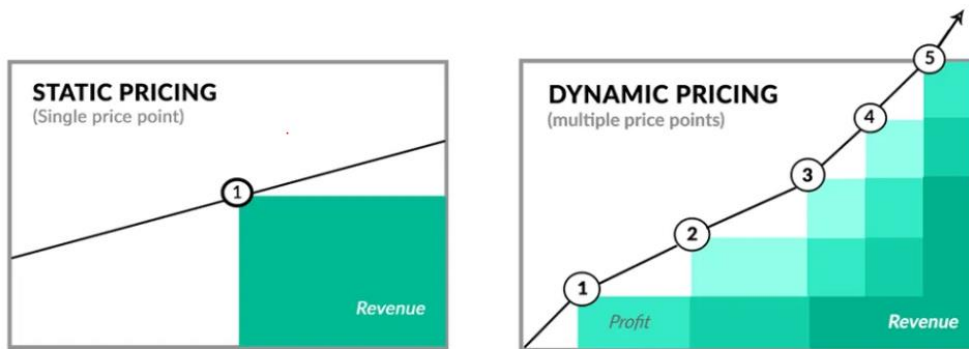 STATIC PRICING
(Single price point)
1
Revenue
DYNAMIC PRICING
(multiple price points)
5
4
3
2
1
Profit
Revenue